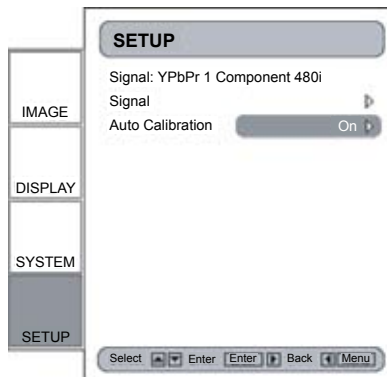 SETUP
Signal: YPbPr 1 Component 480i
Signal
Auto Calibration On
IMAGE
DISPLAY
SYSTEM
SETUP
Select Enter Enter Back Menu